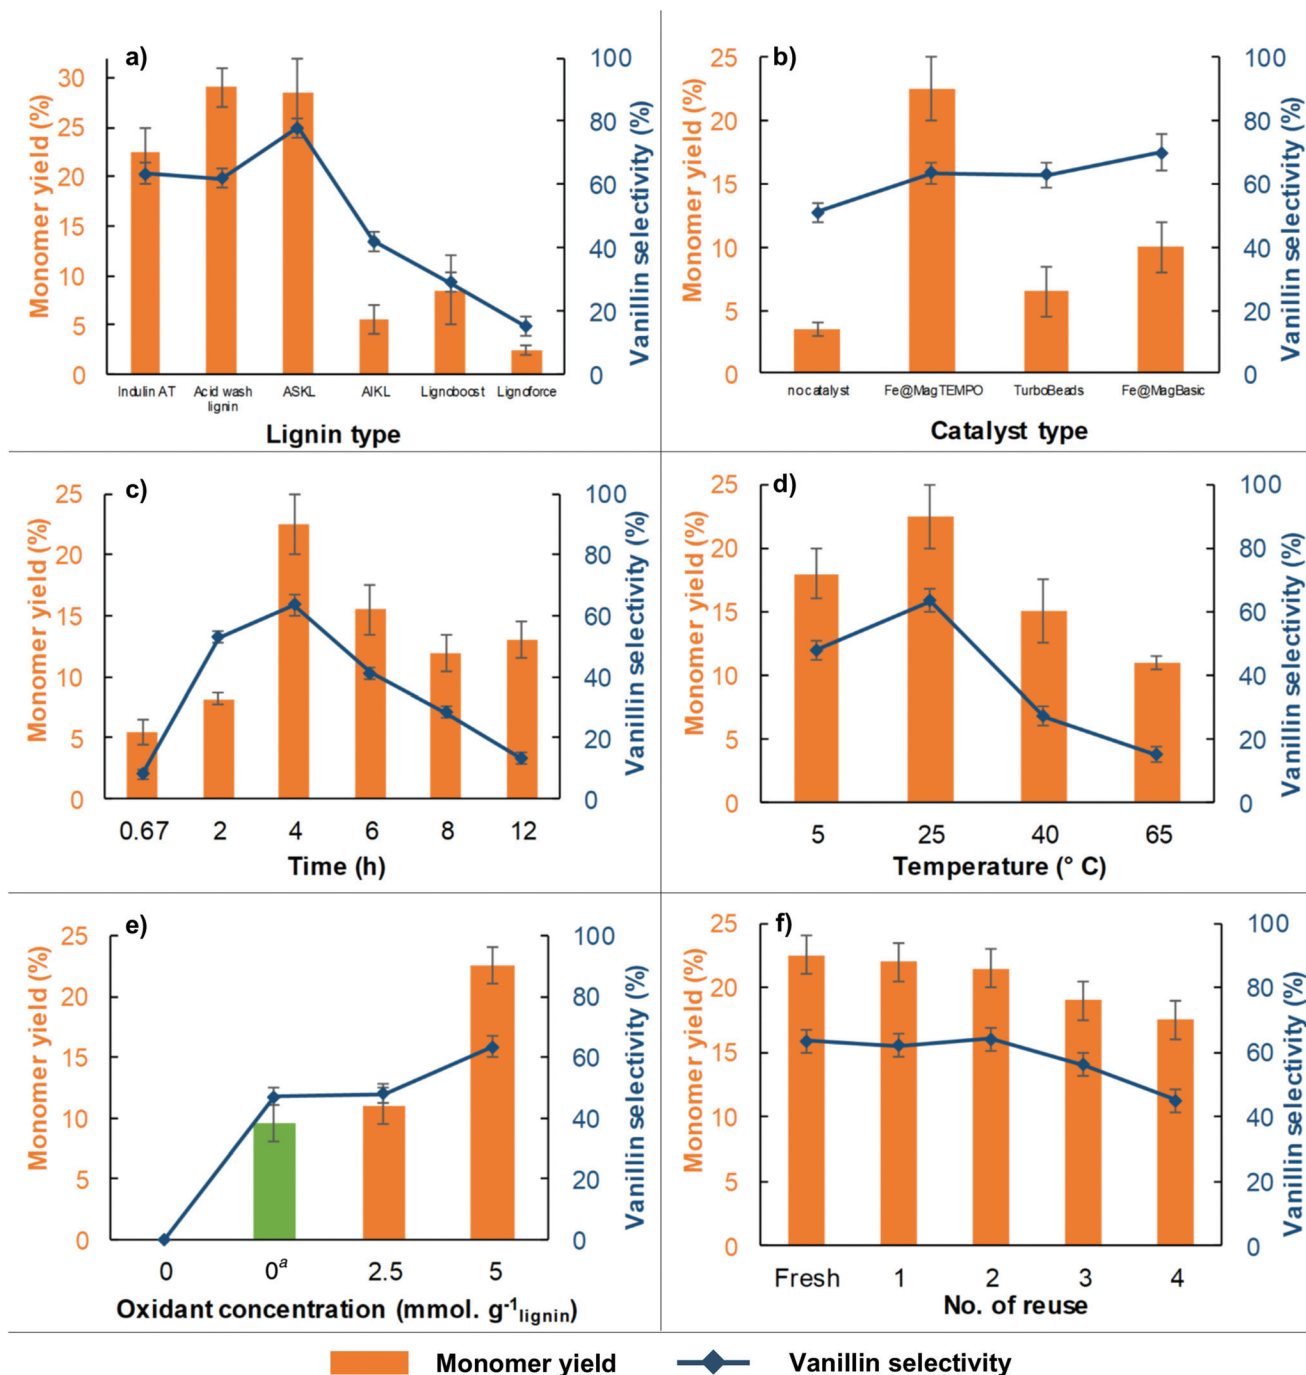 a)
Monomer yield (%)
30
25
20
15
10
5
0
100
80
60
40
20
0
Vanillin selectivity (%)
Indulin AT
Acid wash lignin
ASKL
AIKL
Lignoboost
Lignoforce
Lignin type
b)
Monomer yield (%)
25
20
15
10
5
0
100
80
60
40
20
0
Vanillin selectivity (%)
no catalyst
Fe@MagTEMPO
TurboBeads
Fe@MagBasic
Catalyst type
c)
Monomer yield (%)
25
20
15
10
5
0
100
80
60
40
20
0
Vanillin selectivity (%)
0.67 2 4 6 8 12
Time (h)
d)
Monomer yield (%)
25
20
15
10
5
0
100
80
60
40
20
0
Vanillin selectivity (%)
5 25 40 65
Temperature (° C)
e)
Monomer yield (%)
25
20
15
10
5
0
100
80
60
40
20
0
Vanillin selectivity (%)
0 0ᵃ 2.5 5
Oxidant concentration (mmol. g⁻¹lignin)
f)
Monomer yield (%)
25
20
15
10
5
0
100
80
60
40
20
0
Vanillin selectivity (%)
Fresh 1 2 3 4
No. of reuse
Monomer yield
Vanillin selectivity